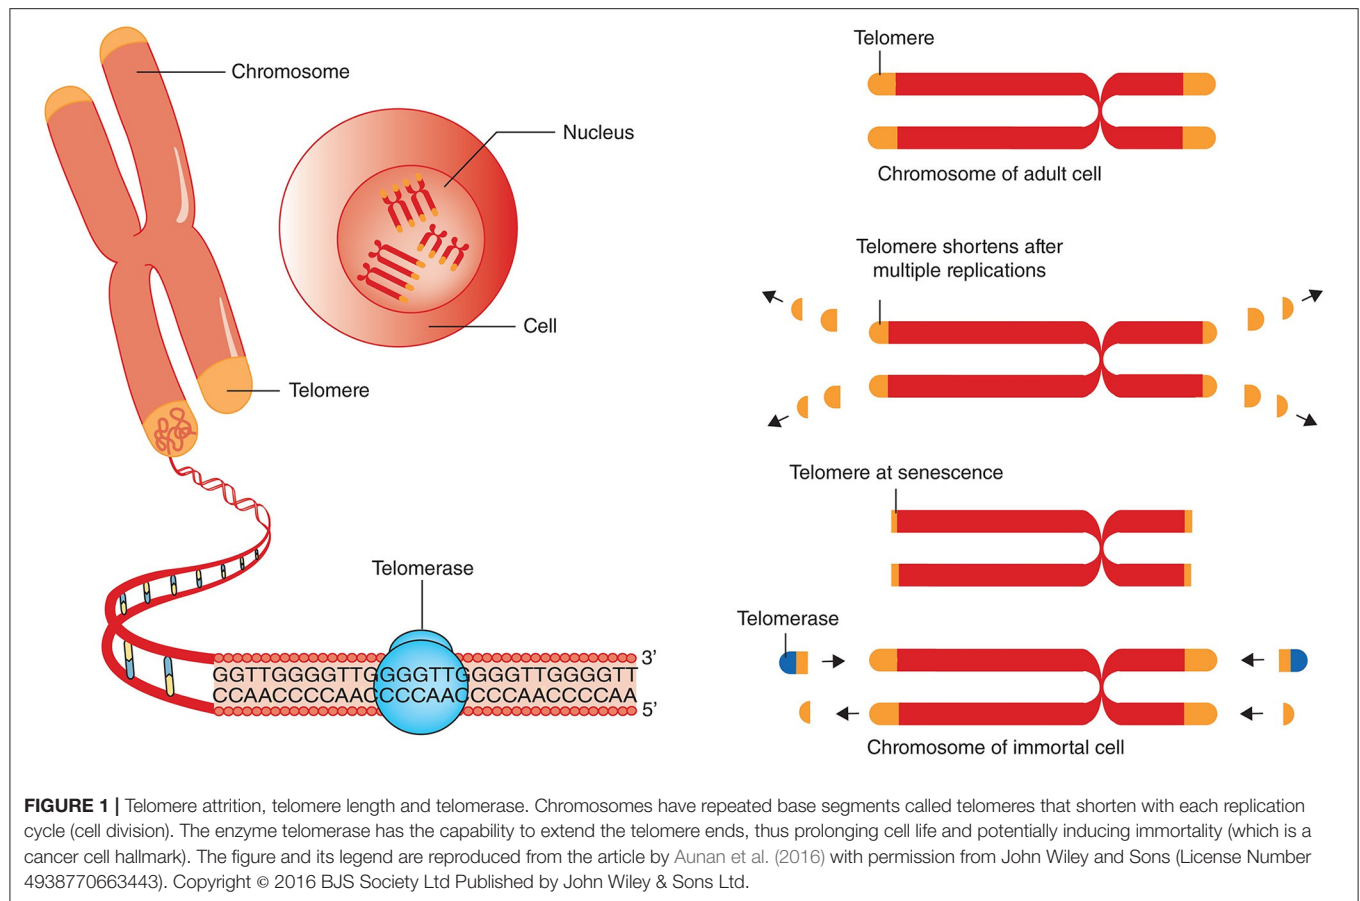 Chromosome
Nucleus
Cell
Telomere
Telomerase
GGTTGGGGTTGGGGTTGGGGTTGGGGTT
3’
CCAACCCCAACCCCAACCCCAACCCCAA
5’
Telomere
Chromosome of adult cell
Telomere shortens after
multiple replications
Telomere at senescence
Telomerase
Chromosome of immortal cell
FIGURE 1 | Telomere attrition, telomere length and telomerase. Chromosomes have repeated base segments called telomeres that shorten with each replication
cycle (cell division). The enzyme telomerase has the capability to extend the telomere ends, thus prolonging cell life and potentially inducing immortality (which is a
cancer cell hallmark). The figure and its legend are reproduced from the article by Aunan et al. (2016) with permission from John Wiley and Sons (License Number
4938770663443). Copyright © 2016 BJS Society Ltd Published by John Wiley & Sons Ltd.